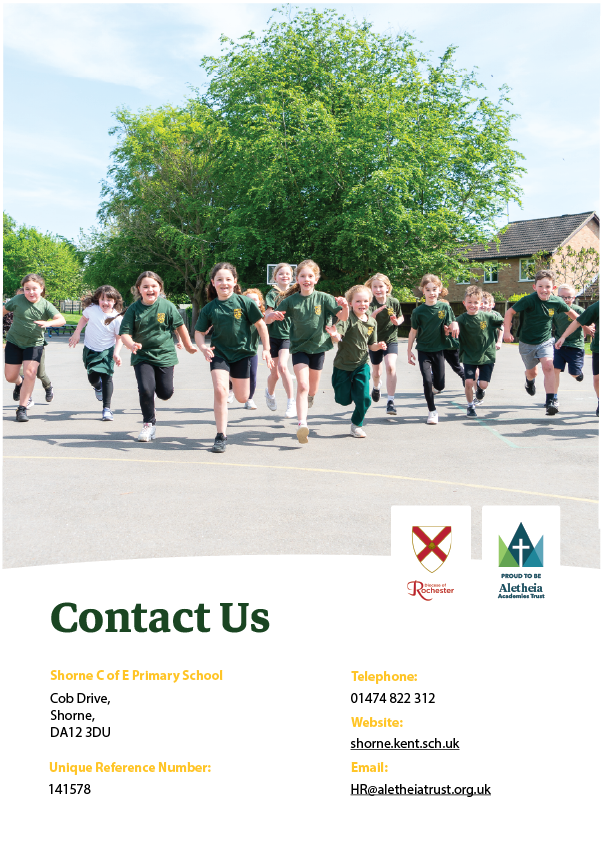 Diocese of
Rochester
PROUD TO BE
Aletheia
Academies Trust
Contact Us
Shorne C of E Primary School
Cob Drive,
Shorne,
DA12 3DU
Unique Reference Number:
141578
Telephone:
01474 822 312
Website:
shorne.kent.sch.uk
Email:
HR@aletheiatrust.org.uk